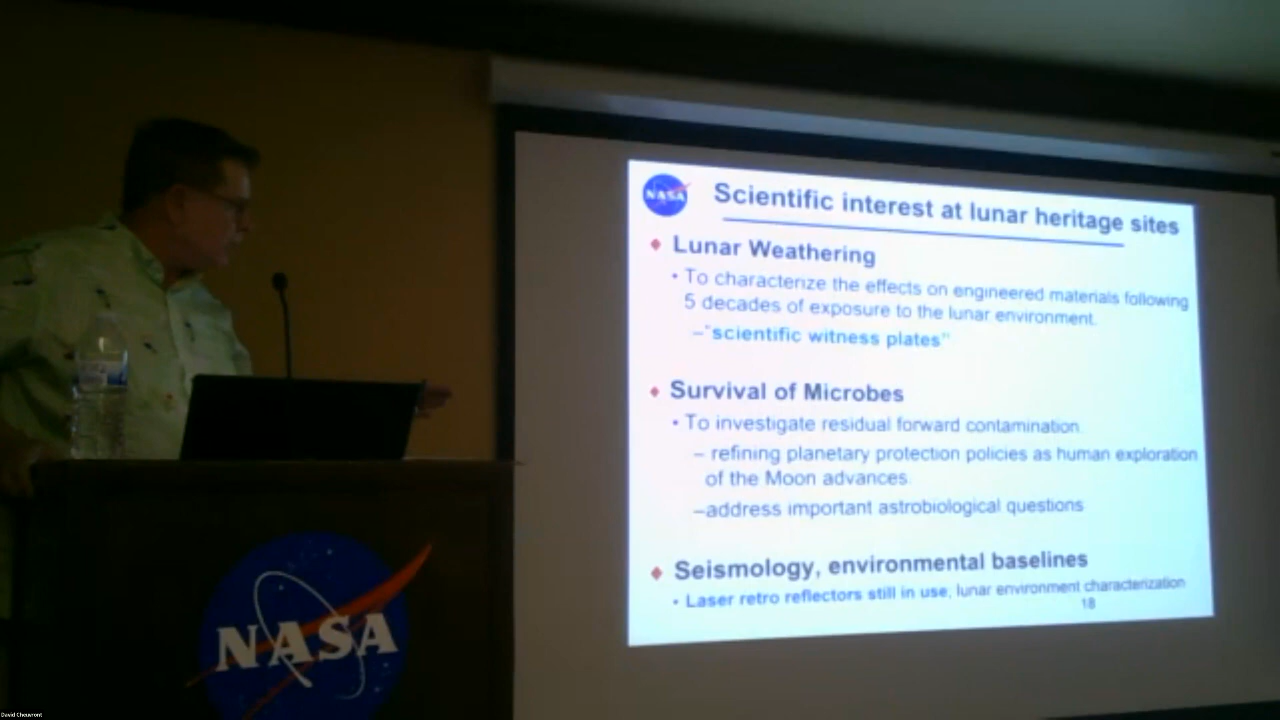 NASA
Scientific interest at lunar heritage sites
Lunar Weathering
• To characterize the effects on engineered materials following
5 decades of exposure to the lunar environment.
–"scientific witness plates"
Survival of Microbes
• To investigate residual forward contamination.
– refining planetary protection policies as human exploration
of the Moon advances.
–address important astrobiological questions
Seismology, environmental baselines
• Laser retro reflectors still in use, lunar environment characterization
18
NASA
David Cheuvront